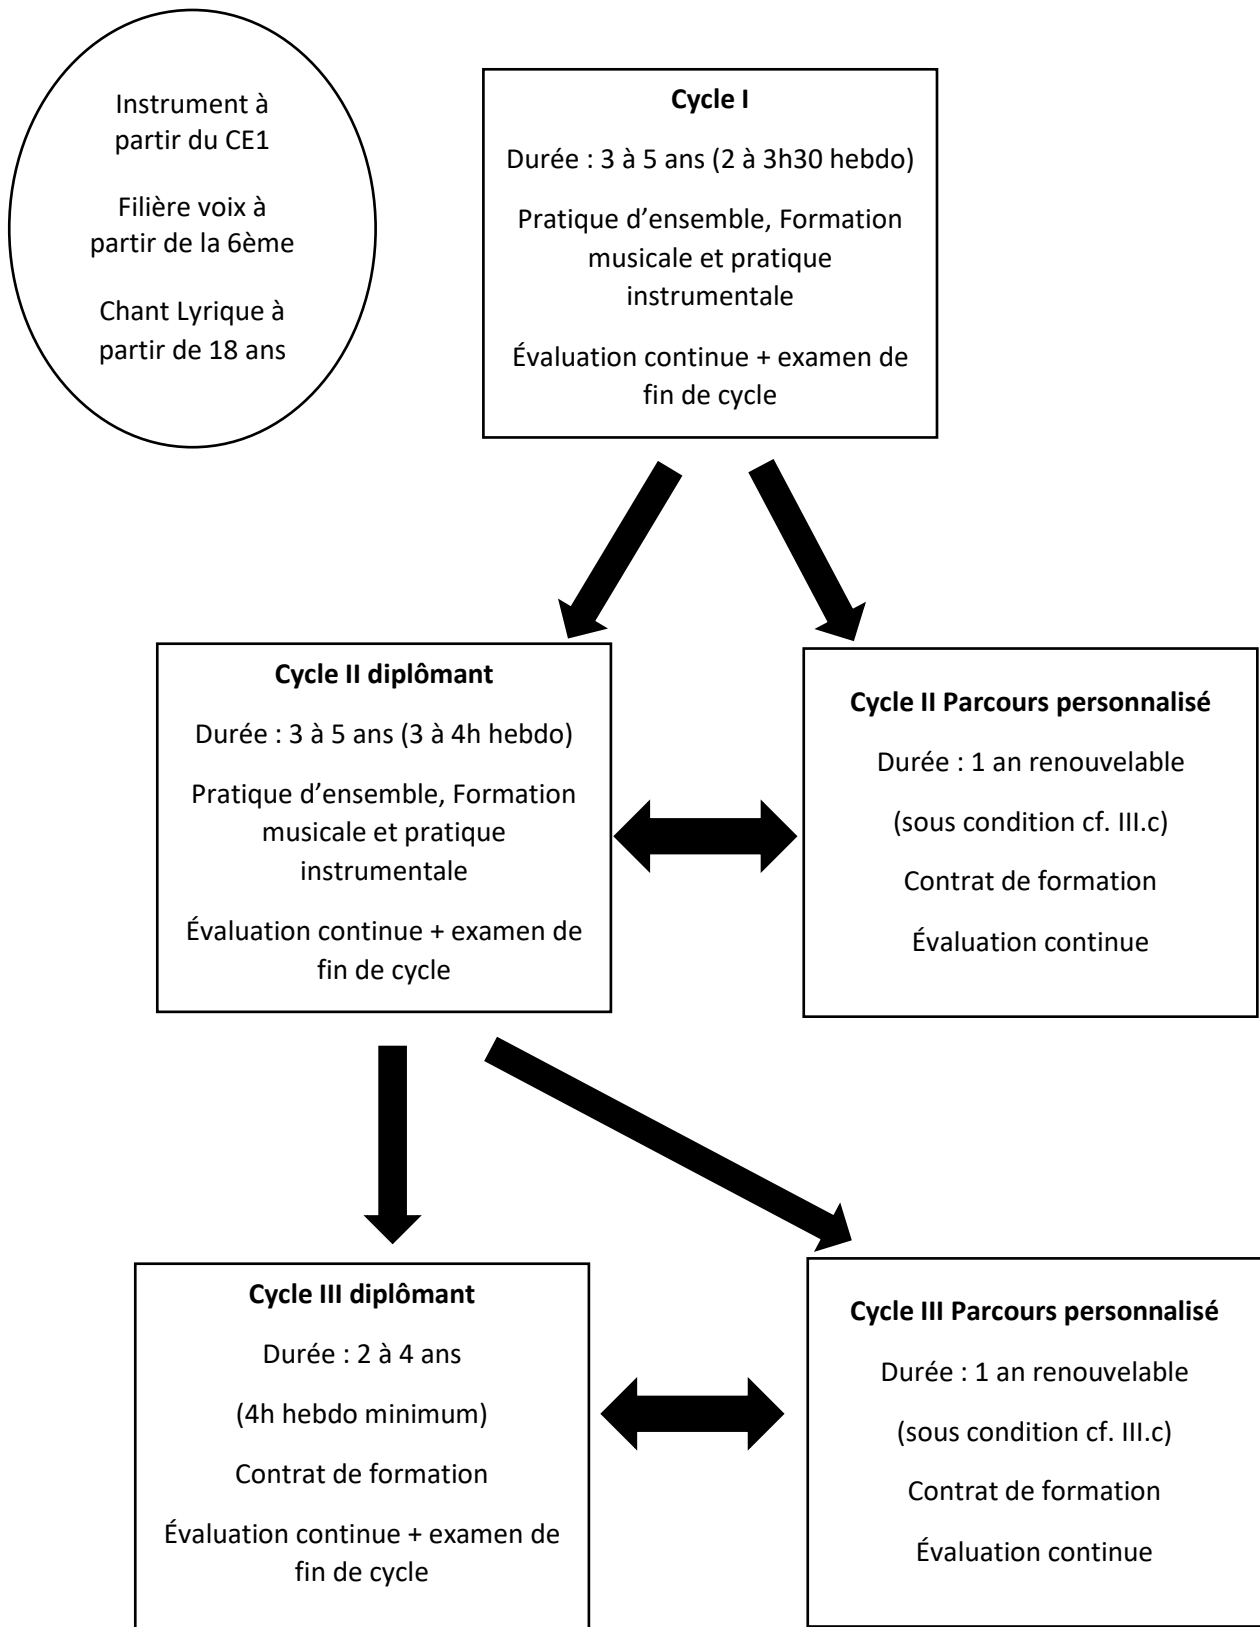 Instrument à
partir du CE1
Filière voix à
partir de la 6ème
Chant Lyrique à
partir de 18 ans
Cycle I
Durée : 3 à 5 ans (2 à 3h30 hebdo)
Pratique d’ensemble, Formation
musicale et pratique
instrumentale
Évaluation continue + examen de
fin de cycle
Cycle II diplômant
Durée : 3 à 5 ans (3 à 4h hebdo)
Pratique d’ensemble, Formation
musicale et pratique
instrumentale
Évaluation continue + examen de
fin de cycle
Cycle II Parcours personnalisé
Durée : 1 an renouvelable
(sous condition cf. III.c)
Contrat de formation
Évaluation continue
Cycle III diplômant
Durée : 2 à 4 ans
(4h hebdo minimum)
Contrat de formation
Évaluation continue + examen de
fin de cycle
Cycle III Parcours personnalisé
Durée : 1 an renouvelable
(sous condition cf. III.c)
Contrat de formation
Évaluation continue